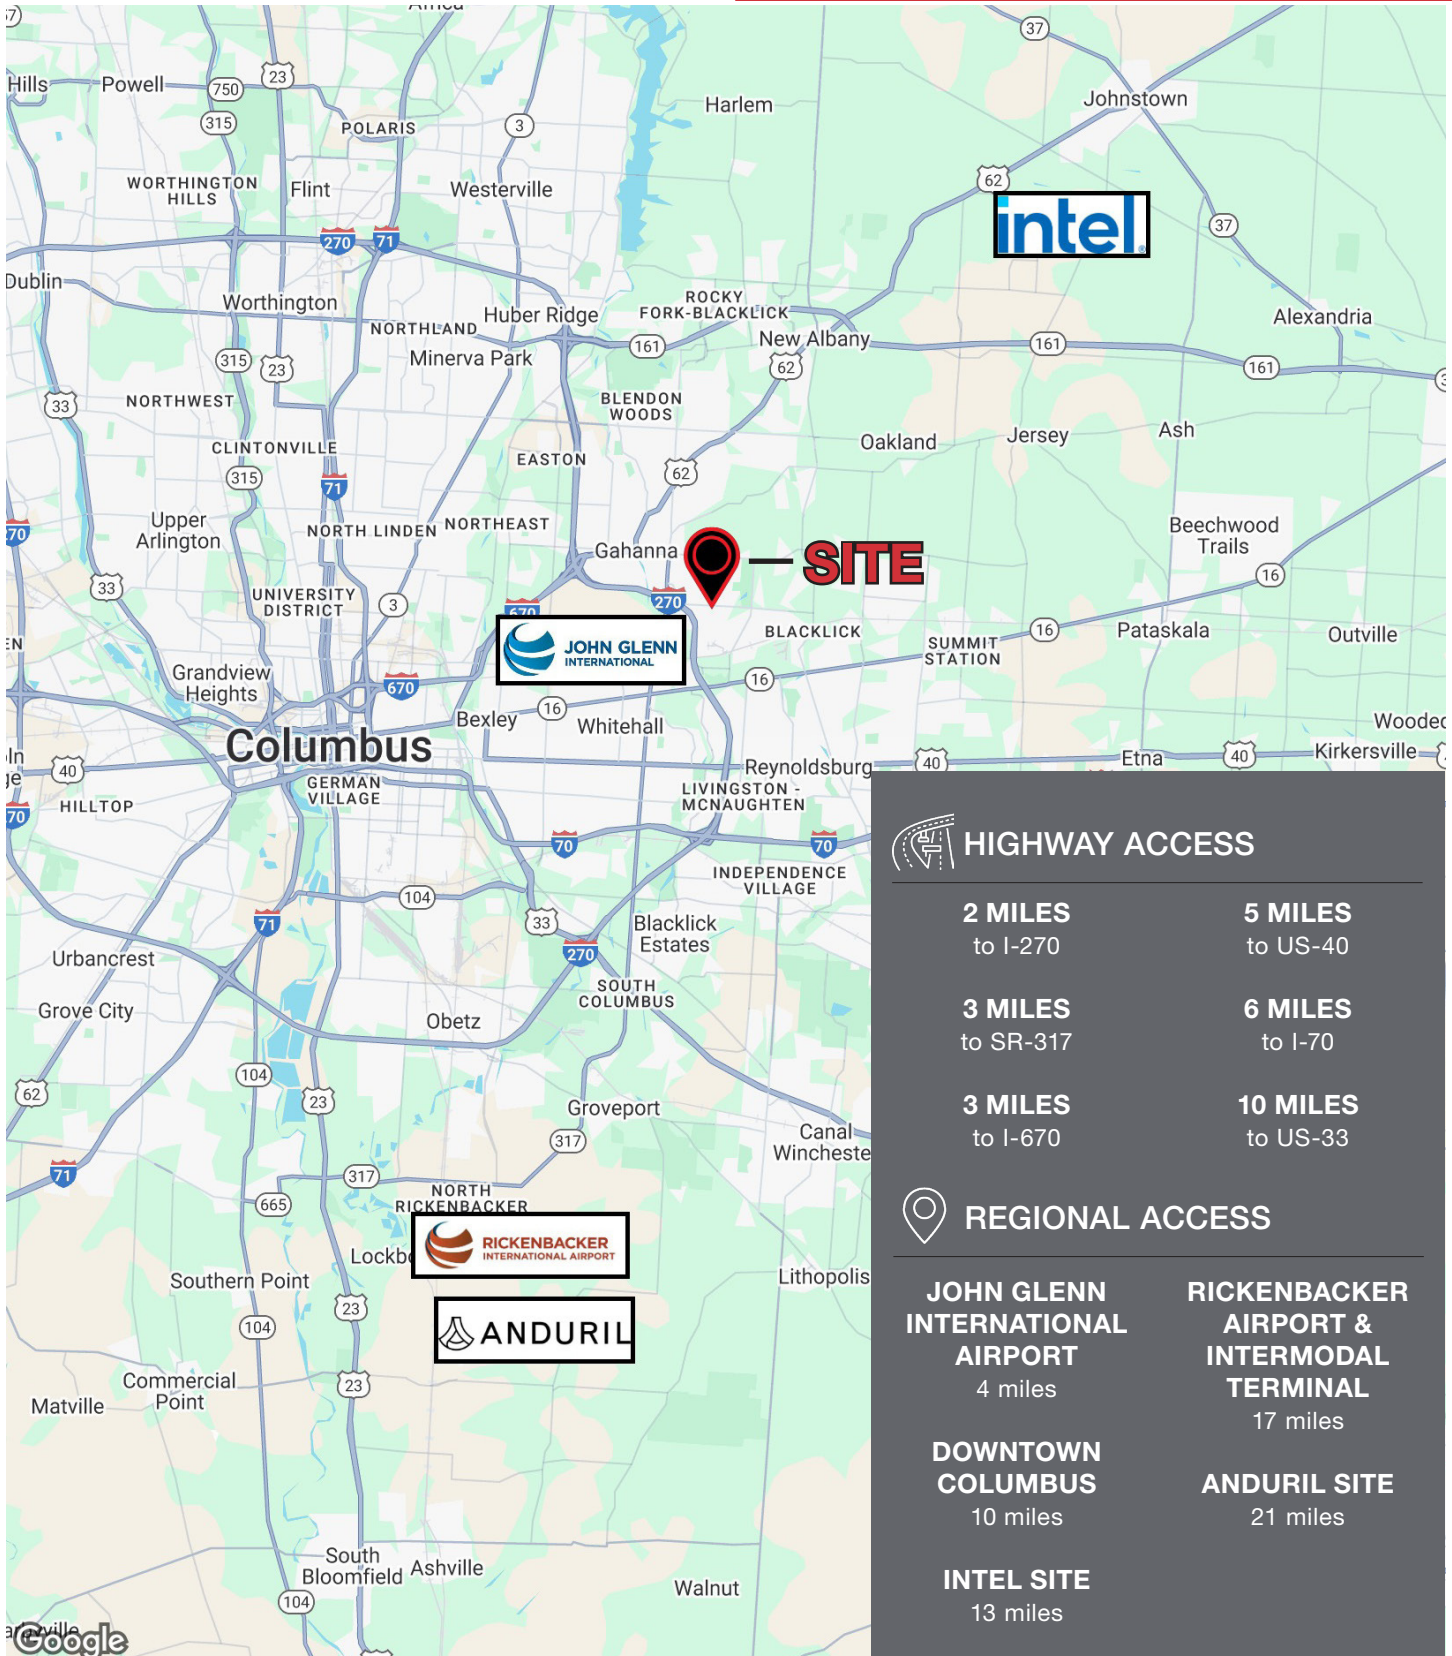 37
Harlem
Johnstown
Hills
Powell
750
23
315
POLARIS
3
WORTHINGTON
HILLS
Flint
Westerville
62
intel.
37
270
71
Dublin
Worthington
NORTHLAND
Huber Ridge
ROCKY
FORK-BLACKLICK
Alexandria
315
23
Minerva Park
161
New Albany
161
62
161
33
NORTHWEST
BLENDON
WOODS
CLINTONVILLE
Oakland
Jersey
Ash
EASTON
62
315
71
Upper
Arlington
NORTH LINDEN
NORTHEAST
Beechwood
Trails
Gahanna
SITE
33
16
UNIVERSITY
DISTRICT
3
670
270
BLACKLICK
SUMMIT
STATION
16
Pataskala
Outville
JOHN GLENN
INTERNATIONAL
Grandview
Heights
670
16
Bexley
16
Whitehall
Columbus
Reynoldsburg
40
Etna
40
Kirkersville
40
GERMAN
VILLAGE
LIVINGSTON -
MCNAUGHTEN
HILLTOP
70
70
70
INDEPENDENCE
VILLAGE
104
71
33
Blacklick
Estates
270
Urbancrest
SOUTH
COLUMBUS
Grove City
Obetz
104
62
23
Groveport
317
Canal
Wincheste
71
317
665
NORTH
RICKENBACKER
RICKENBACKER
INTERNATIONAL AIRPORT
Lockb
Southern Point
Lithopolis
23
104
ANDURIL
Commercial
Point
23
Matville
South
Bloomfield
Ashville
Walnut
104
Google
HIGHWAY ACCESS
2 MILES
to I-270
5 MILES
to US-40
3 MILES
to SR-317
6 MILES
to I-70
3 MILES
to I-670
10 MILES
to US-33
REGIONAL ACCESS
JOHN GLENN
INTERNATIONAL
AIRPORT
4 miles
RICKENBACKER
AIRPORT &
INTERMODAL
TERMINAL
17 miles
DOWNTOWN
COLUMBUS
10 miles
ANDURIL SITE
21 miles
INTEL SITE
13 miles